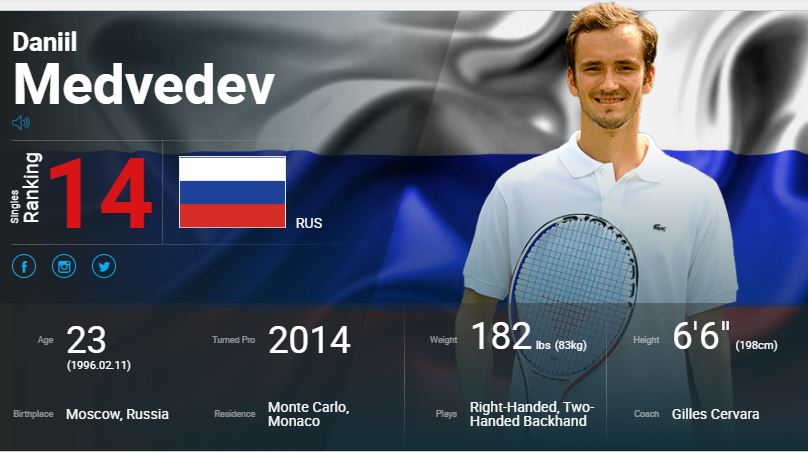 Daniil
Medvedev
Singles
Ranking
14
RUS
Age
23
(1996.02.11)
Turned Pro
2014
Weight
182 lbs (83kg)
Height
6'6" (198cm)
Birthplace
Moscow, Russia
Residence
Monte Carlo,
Monaco
Plays
Right-Handed, Two-
Handed Backhand
Coach
Gilles Cervara